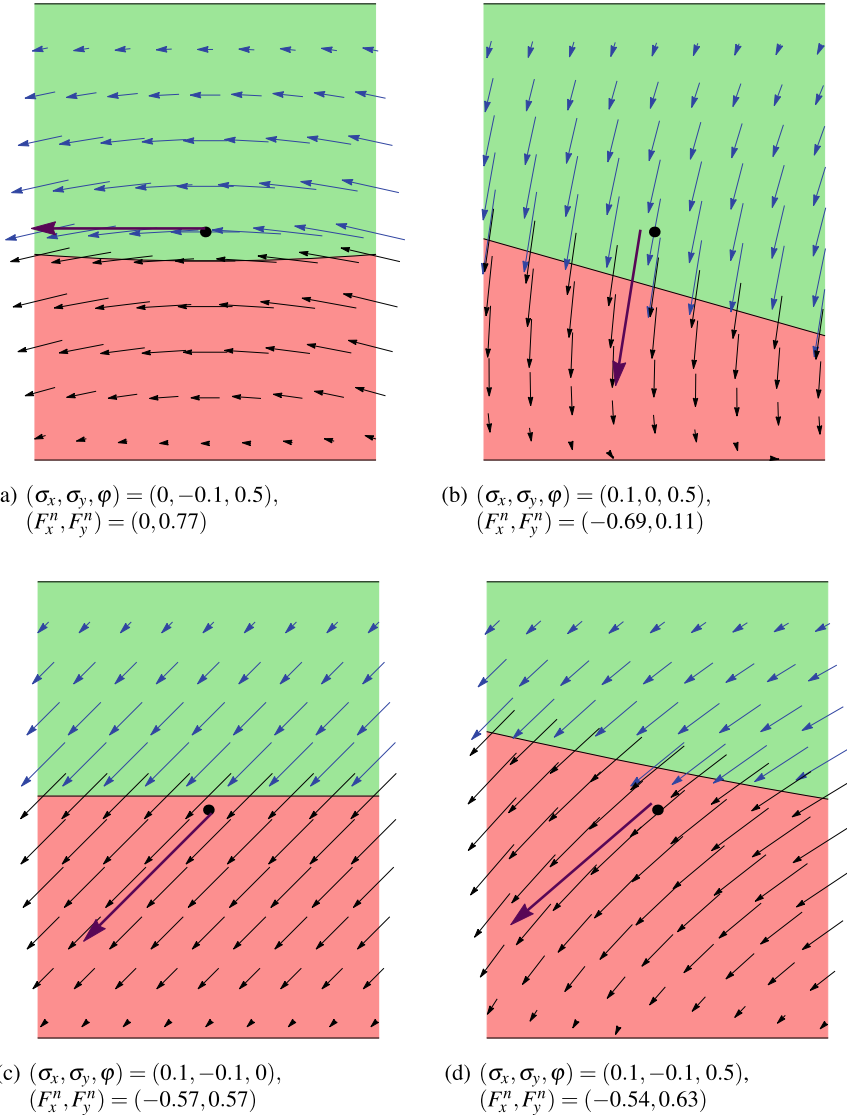 a) (σx, σy, φ) = (0, −0.1, 0.5),
(Fxⁿ, Fyⁿ) = (0, 0.77)
(b) (σx, σy, φ) = (0.1, 0, 0.5),
(Fxⁿ, Fyⁿ) = (−0.69, 0.11)
(c) (σx, σy, φ) = (0.1, −0.1, 0),
(Fxⁿ, Fyⁿ) = (−0.57, 0.57)
(d) (σx, σy, φ) = (0.1, −0.1, 0.5),
(Fxⁿ, Fyⁿ) = (−0.54, 0.63)